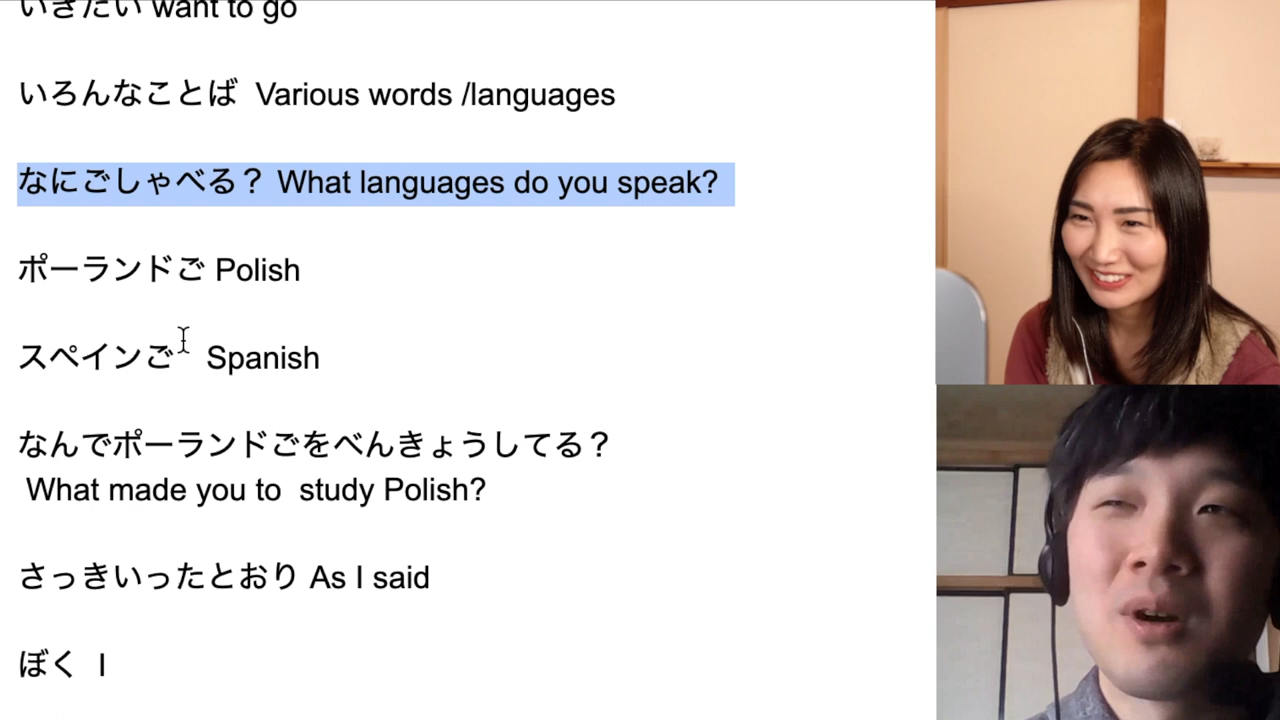 いきたい want to go
いろんなことば Various words /languages
なにごしゃべる？ What languages do you speak?
ポーランドご Polish
スペインご Spanish
なんでポーランドごをべんきょうしてる？
What made you to study Polish?
さっきいったとおり As I said
ぼく I